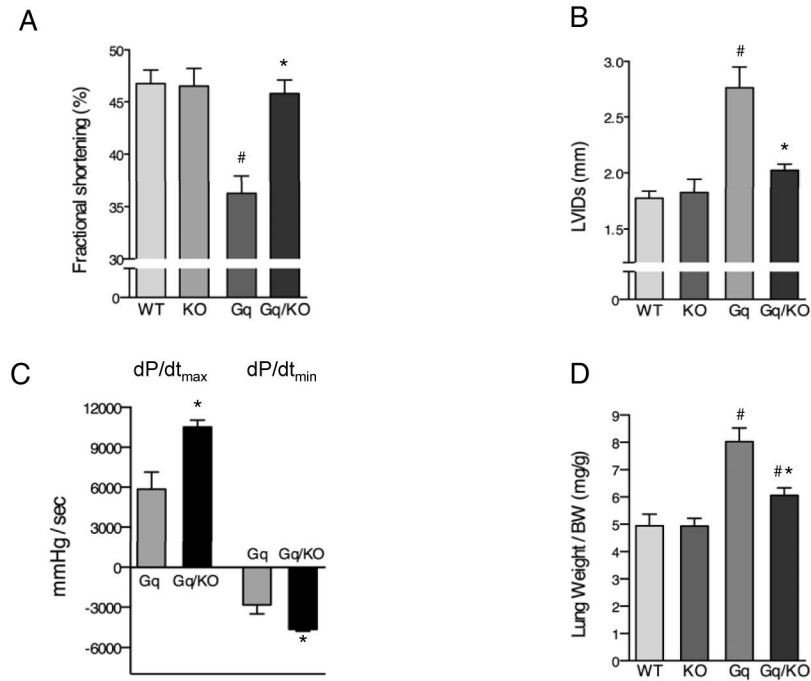 A
Fractional shortening (%)
50
45
40
35
30
0
#
*
WT KO Gq Gq/KO
B
LVIDs (mm)
3.0
2.5
2.0
1.5
0
#
*
WT KO Gq Gq/KO
C
dP/dtmax dP/dtmin
mmHg / sec
12000
9000
6000
3000
0
-3000
-6000
*
Gq Gq/KO
Gq Gq/KO
*
D
Lung Weight / BW (mg/g)
9
8
7
6
5
4
3
2
1
0
#
#*
WT KO Gq Gq/KO